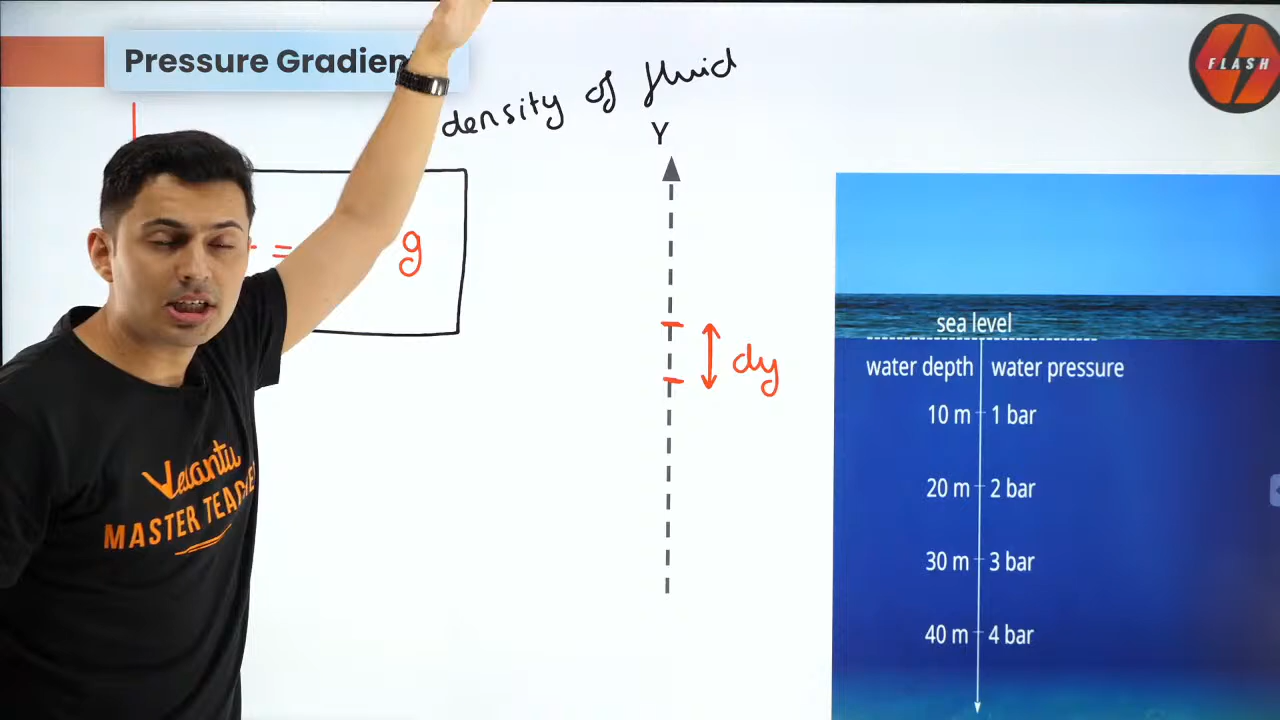 Pressure Gradien
density of fluid
Y
= g
dy
FLASH
sea level
water depth water pressure
10 m 1 bar
20 m 2 bar
30 m 3 bar
40 m 4 bar
Vedantu
MASTER TEACHE